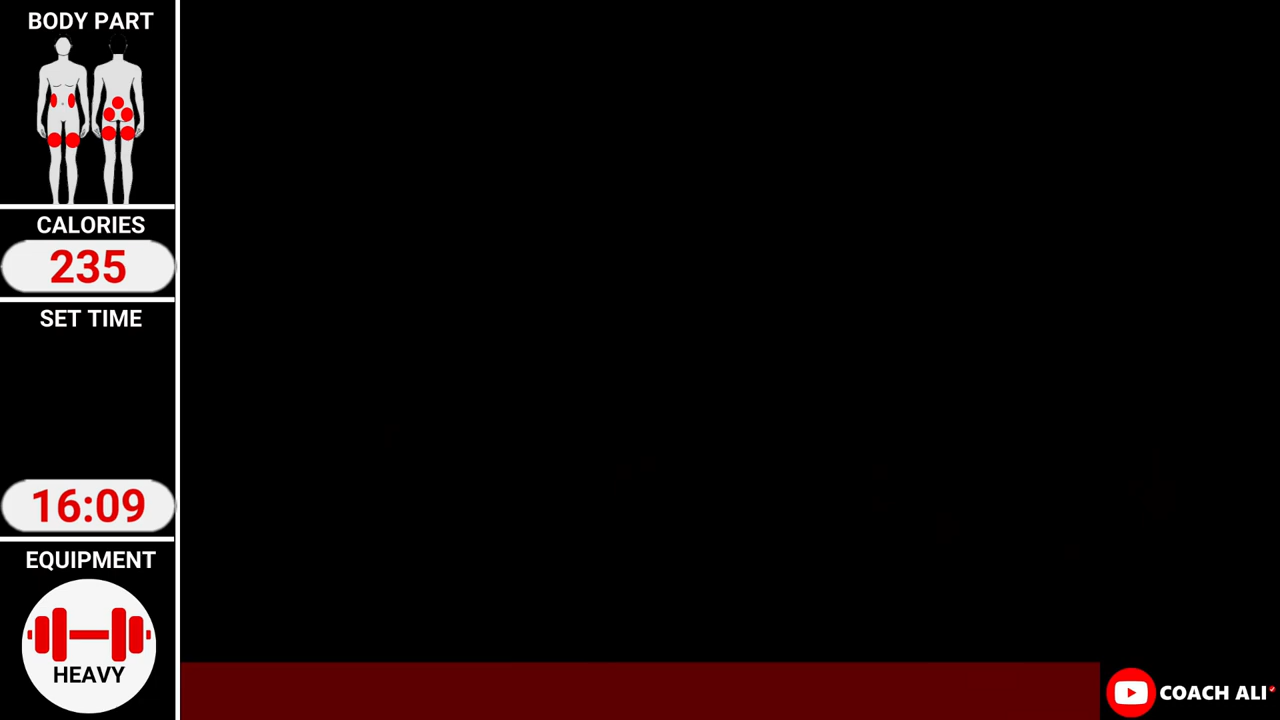 BODY PART
CALORIES
235
SET TIME
16:09
EQUIPMENT
HEAVY
COACH ALI